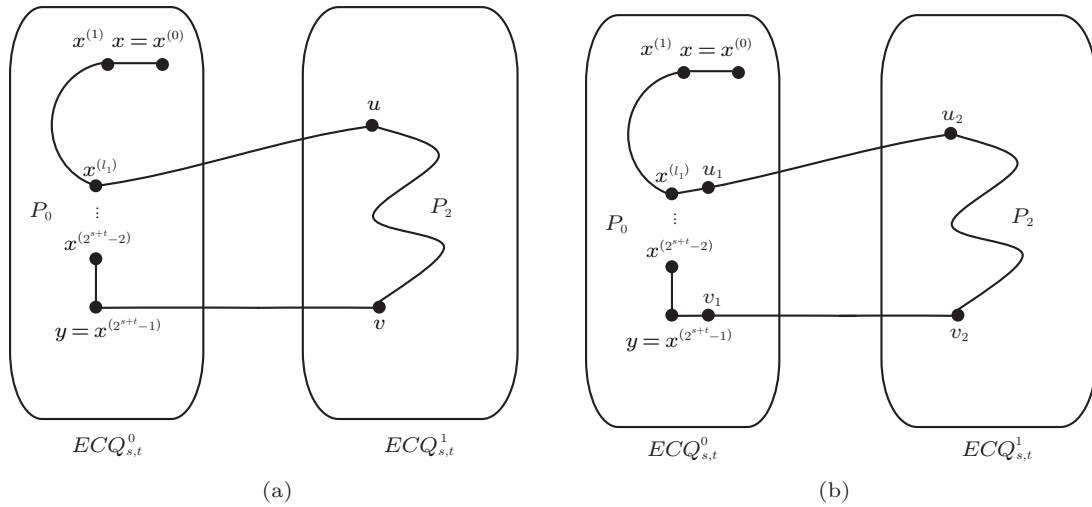 x^{(1)} x = x^{(0)}
u
x^{(l_1)}
P_0 ⋮ P_2
x^{(2^{s+t}-2)}
y = x^{(2^{s+t}-1)} v
ECQ^0_{s,t} ECQ^1_{s,t}
(a)
x^{(1)} x = x^{(0)}
u_2
x^{(l_1)} u_1
P_0 ⋮ P_2
x^{(2^{s+t}-2)}
v_1
y = x^{(2^{s+t}-1)} v_2
ECQ^0_{s,t} ECQ^1_{s,t}
(b)